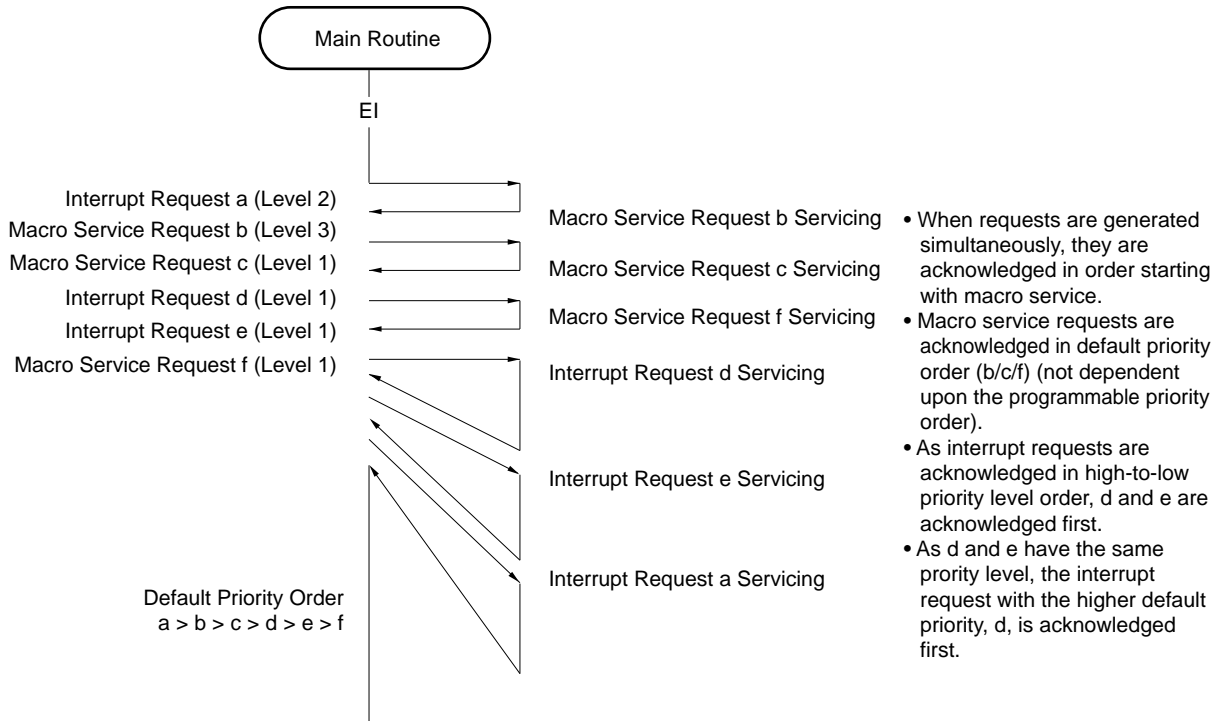 Main Routine
EI
Interrupt Request a (Level 2)
Macro Service Request b (Level 3)
Macro Service Request c (Level 1)
Interrupt Request d (Level 1)
Interrupt Request e (Level 1)
Macro Service Request f (Level 1)
Macro Service Request b Servicing
Macro Service Request c Servicing
Macro Service Request f Servicing
Interrupt Request d Servicing
Interrupt Request e Servicing
Interrupt Request a Servicing
Default Priority Order
a > b > c > d > e > f
• When requests are generated
simultaneously, they are
acknowledged in order starting
with macro service.
• Macro service requests are
acknowledged in default priority
order (b/c/f) (not dependent
upon the programmable priority
order).
• As interrupt requests are
acknowledged in high-to-low
priority level order, d and e are
acknowledged first.
• As d and e have the same
prority level, the interrupt
request with the higher default
priority, d, is acknowledged
first.